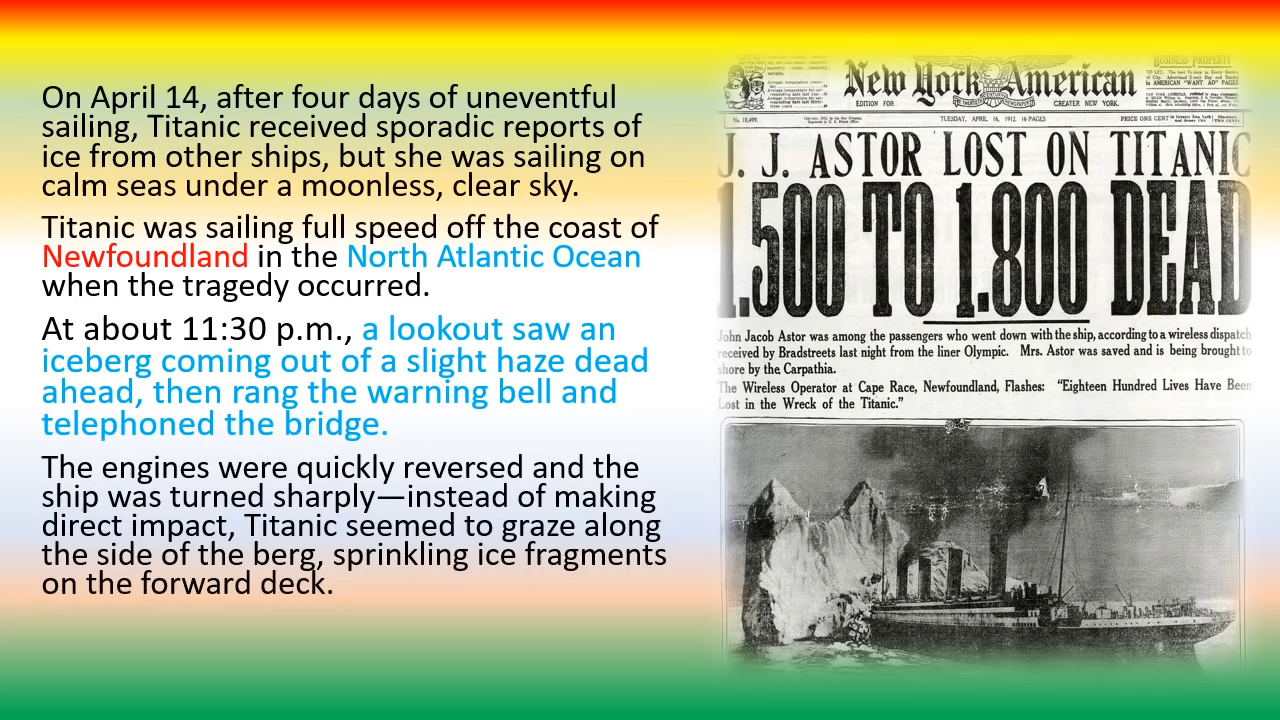 On April 14, after four days of uneventful
sailing, Titanic received sporadic reports of
ice from other ships, but she was sailing on
calm seas under a moonless, clear sky.
Titanic was sailing full speed off the coast of
Newfoundland in the North Atlantic Ocean
when the tragedy occurred.
At about 11:30 p.m., a lookout saw an
iceberg coming out of a slight haze dead
ahead, then rang the warning bell and
telephoned the bridge.
The engines were quickly reversed and the
ship was turned sharply—instead of making
direct impact, Titanic seemed to graze along
the side of the berg, sprinkling ice fragments
on the forward deck.
New York American
EDITION FOR GREATER NEW YORK.
No. 10,499. TUESDAY, APRIL 16, 1912. 16 PAGES PRICE ONE CENT
J. J. ASTOR LOST ON TITANIC
1,500 TO 1,800 DEAD
John Jacob Astor was among the passengers who went down with the ship, according to a wireless dispatch
received by Bradstreets last night from the liner Olympic. Mrs. Astor was saved and is being brought to
shore by the Carpathia.
The Wireless Operator at Cape Race, Newfoundland, Flashes: “Eighteen Hundred Lives Have Been
Lost in the Wreck of the Titanic.”